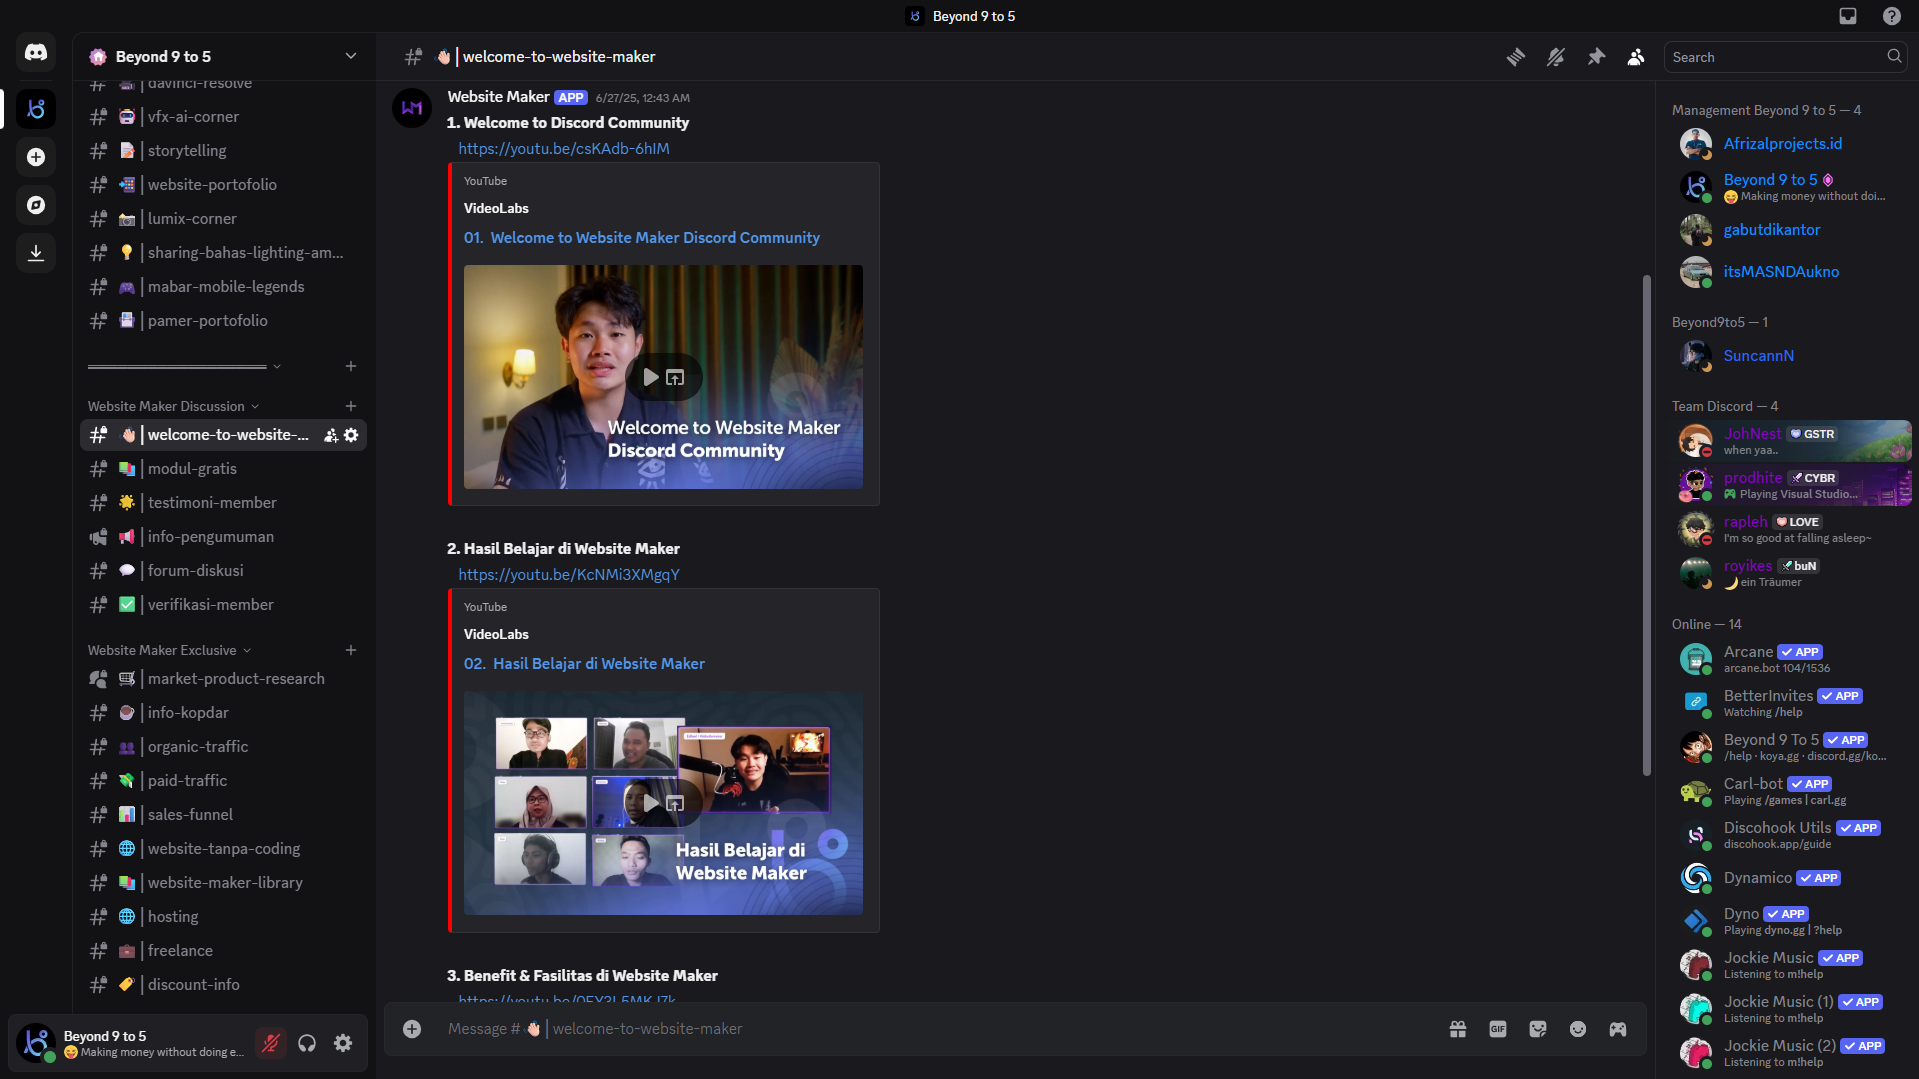 Beyond 9 to 5
Beyond 9 to 5
davinci-resolve
vfx-ai-corner
storytelling
website-portofolio
lumix-corner
sharing-bahas-lighting-am...
mabar-mobile-legends
pamer-portofolio
Website Maker Discussion
welcome-to-website-...
modul-gratis
testimoni-member
info-pengumuman
forum-diskusi
verifikasi-member
Website Maker Exclusive
market-product-research
info-kopdar
organic-traffic
paid-traffic
sales-funnel
website-tanpa-coding
website-maker-library
hosting
freelance
discount-info
Beyond 9 to 5
Making money without doing e...
welcome-to-website-maker
Search
Website Maker APP 6/27/25, 12:43 AM
1. Welcome to Discord Community
https://youtu.be/csKAdb-6hIM
YouTube
VideoLabs
01. Welcome to Website Maker Discord Community
Welcome to Website Maker
Discord Community
2. Hasil Belajar di Website Maker
https://youtu.be/KcNMi3XMgqY
YouTube
VideoLabs
02. Hasil Belajar di Website Maker
Hasil Belajar di
Website Maker
3. Benefit & Fasilitas di Website Maker
Message # welcome-to-website-maker
GIF
Management Beyond 9 to 5 — 4
Afrizalprojects.id
Beyond 9 to 5
Making money without doi...
gabutdikantor
itsMASNDAukno
Beyond9to5 — 1
SuncannN
Team Discord — 4
JohNest GSTR
when yaa..
prodhite CYBR
Playing Visual Studio...
rapleh LOVE
I'm so good at falling asleep~
royikes buN
ein Träumer
Online — 14
Arcane APP
arcane.bot 104/1536
BetterInvites APP
Watching /help
Beyond 9 To 5 APP
/help · koya.gg · discord.gg/ko...
Carl-bot APP
Playing /games | carl.gg
Discohook Utils APP
discohook.app/guide
Dynamico APP
Dyno APP
Playing dyno.gg | ?help
Jockie Music APP
Listening to m!help
Jockie Music (1) APP
Listening to m!help
Jockie Music (2) APP
Listening to m!help